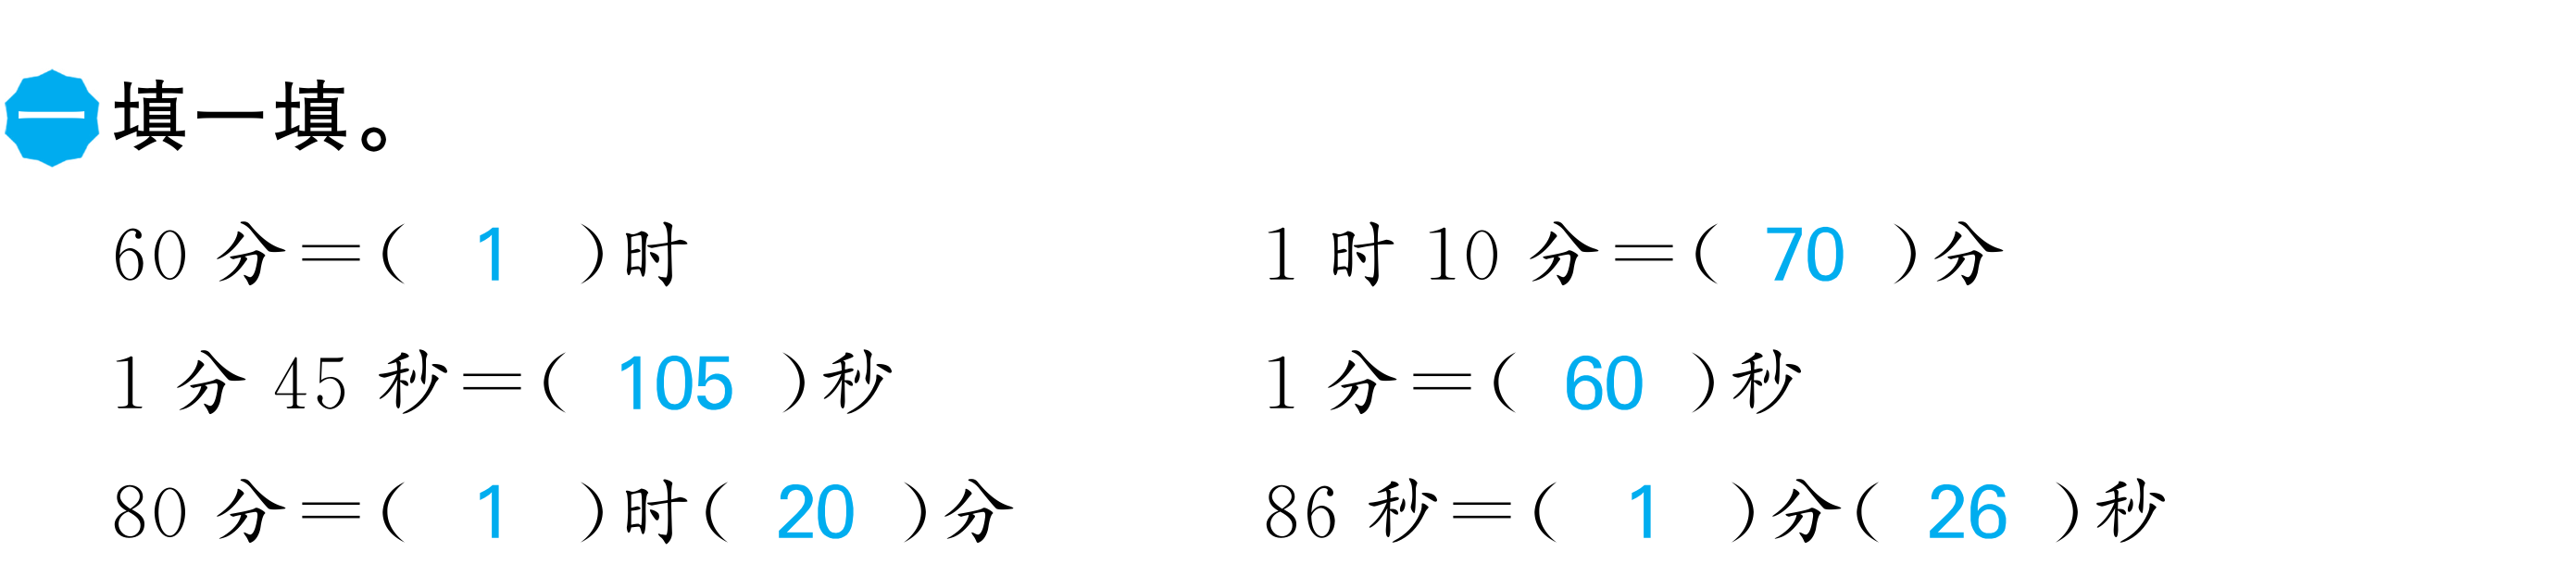 一 填一填。
60 分=( 1 )时 1 时 10 分=( 70 )分
1 分 45 秒=( 105 )秒 1 分=( 60 )秒
80 分=( 1 )时( 20 )分 86 秒=( 1 )分( 26 )秒